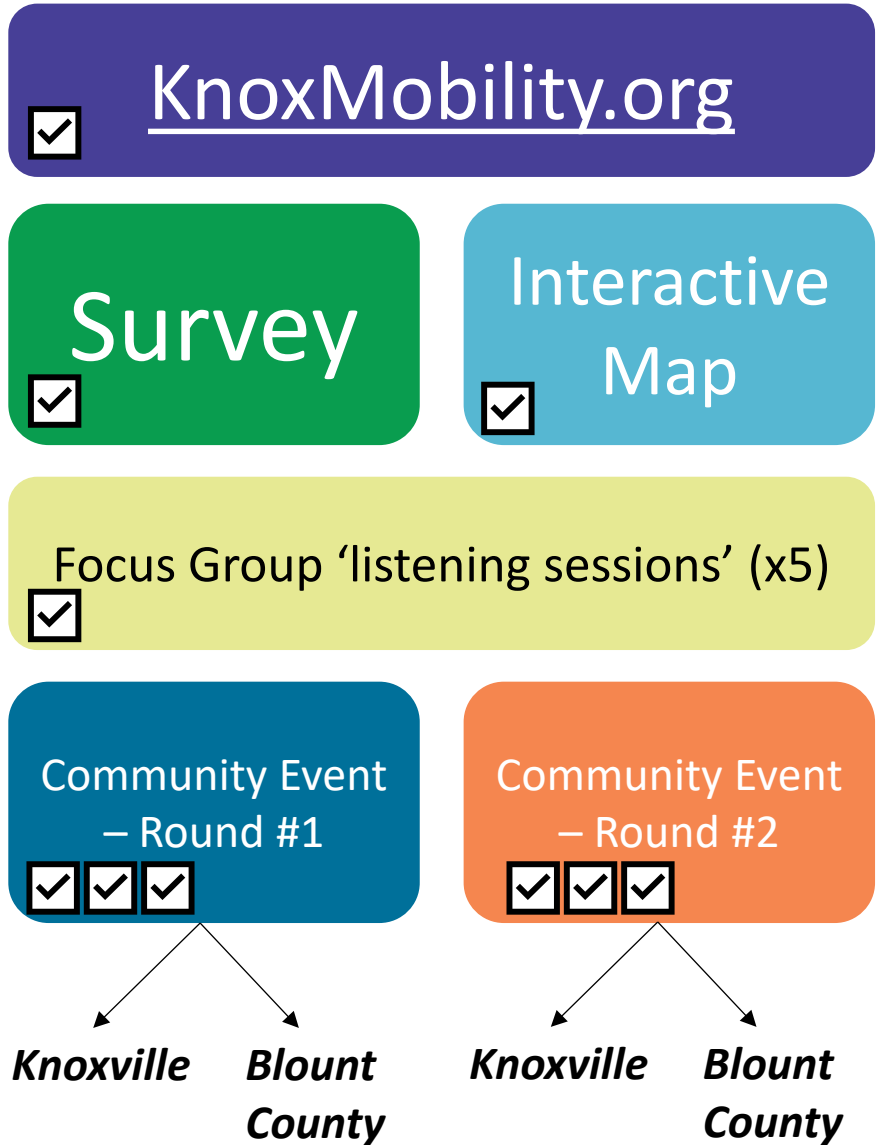 KnoxMobility.org
Survey
Interactive
Map
Focus Group ‘listening sessions’ (x5)
Community Event
– Round #1
Community Event
– Round #2
Knoxville
Blount
County
Knoxville
Blount
County